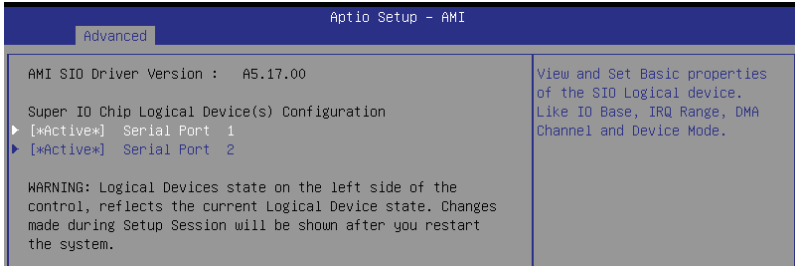 Aptio Setup – AMI
Advanced
AMI SIO Driver Version :   A5.17.00
Super IO Chip Logical Device(s) Configuration
[*Active*]   Serial Port  1
[*Active*]   Serial Port  2
WARNING: Logical Devices state on the left side of the
control, reflects the current Logical Device state. Changes
made during Setup Session will be shown after you restart
the system.
View and Set Basic properties
of the SIO Logical device.
Like IO Base, IRQ Range, DMA
Channel and Device Mode.